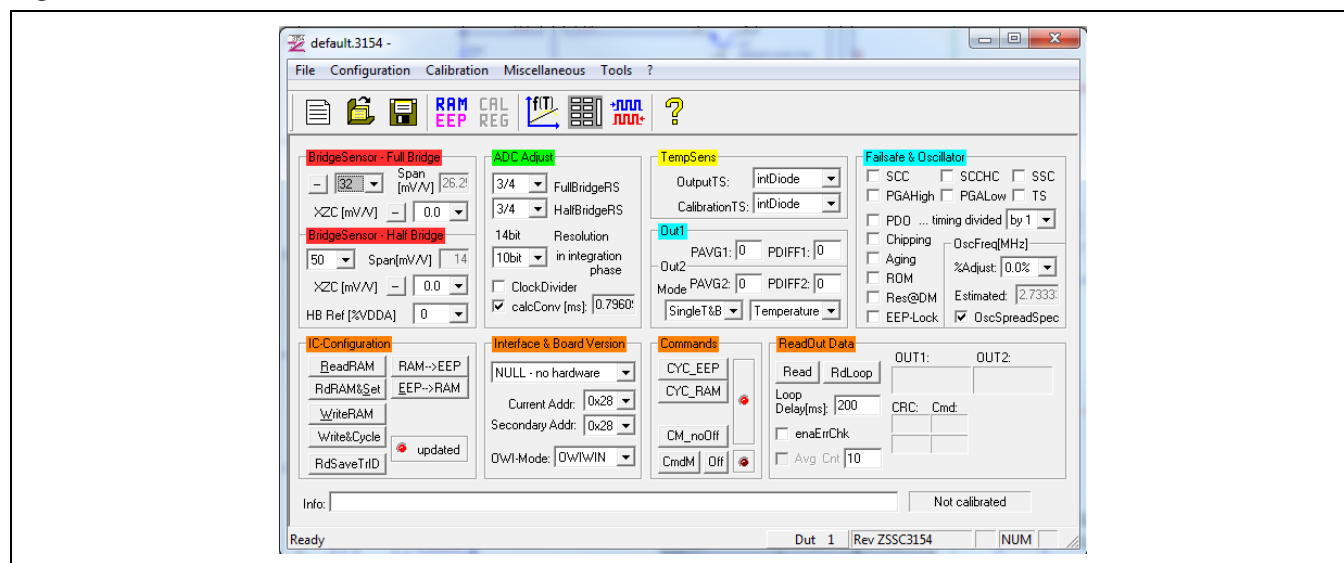 default.3154 -
File Configuration Calibration Miscellaneous Tools ?
RAM EEP CAL REG f(T)
BridgeSensor - Full Bridge
- 32 Span [mV/V] 26.2
XZC [mV/V] - 0.0
BridgeSensor - Half Bridge
50 Span[mV/V] 14
XZC [mV/V] - 0.0
HB Ref [%VDDA] 0
ADC Adjust
3/4 FullBridgeRS
3/4 HalfBridgeRS
14bit Resolution
10bit in integration phase
ClockDivider
calcConv [ms]: 0.7960
TempSens
OutputTS: intDiode
CalibrationTS: intDiode
Out1
PAVG1: 0 PDIFF1: 0
Out2
PAVG2: 0 PDIFF2: 0
Mode
SingleT&B Temperature
Failsafe & Oscillator
SCC SCCHC SSC
PGAHigh PGALow TS
PDO ... timing divided by 1
Chipping
Aging
ROM
Res@DM
EEP-Lock
OscFreq[MHz]
%Adjust: 0.0%
Estimated: 2.7333
OscSpreadSpec
IC-Configuration
ReadRAM RAM-->EEP
RdRAM&Set EEP-->RAM
WriteRAM
Write&Cycle
RdSaveTrID
updated
Interface & Board Version
NULL - no hardware
Current Addr: 0x28
Secondary Addr: 0x28
OWI-Mode: OWIWIN
Commands
CYC_EEP
CYC_RAM
CM_noOff
CmdM Off
ReadOut Data
Read RdLoop
Loop Delay[ms]: 200
enaErrChk
Avg Cnt 10
OUT1: OUT2:
CRC: Cmd:
Info:
Not calibrated
Ready Dut 1 Rev ZSSC3154 NUM